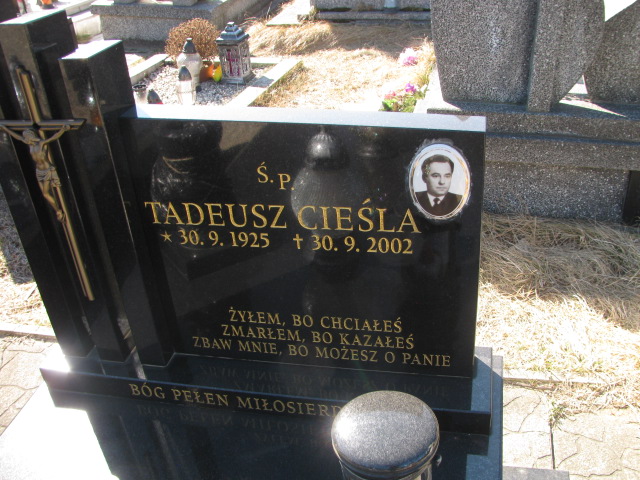 Ś.P.
TADEUSZ CIEŚLA
★ 30. 9. 1925 ✝ 30. 9. 2002
ŻYŁEM, BO CHCIAŁEŚ
ZMARŁEM, BO KAZAŁEŚ
ZBAW MNIE, BO MOŻESZ O PANIE
BÓG PEŁEN MIŁOSIERD